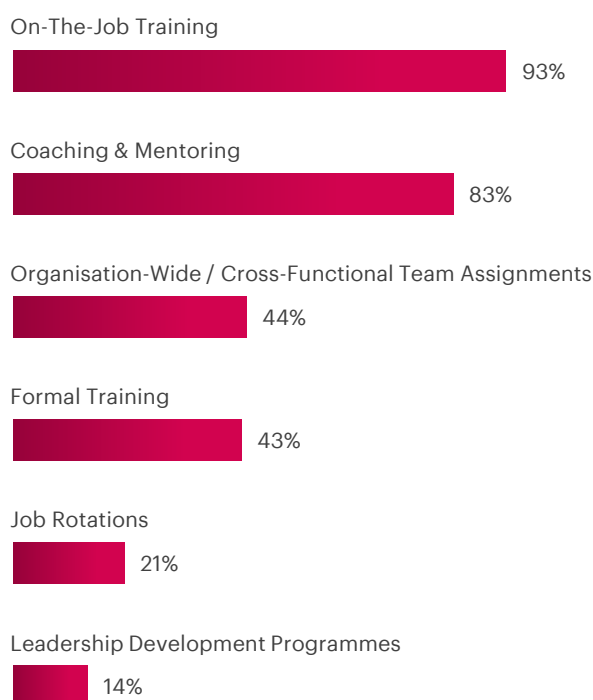 On-The-Job Training
93%
Coaching & Mentoring
83%
Organisation-Wide / Cross-Functional Team Assignments
44%
Formal Training
43%
Job Rotations
21%
Leadership Development Programmes
14%